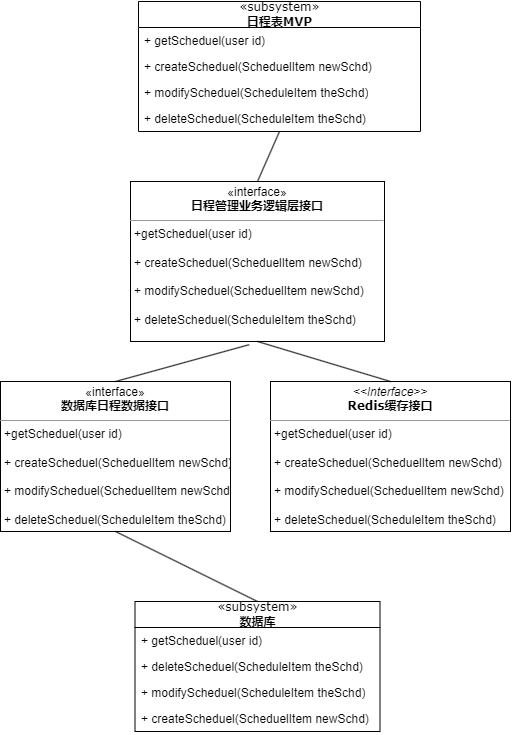 «subsystem»
日程表MVP
+ getScheduel(user id)
+ createScheduel(ScheduelItem newSchd)
+ modifyScheduel(ScheduleItem theSchd)
+ deleteScheduel(ScheduleItem theSchd)
«interface»
日程管理业务逻辑层接口
+getScheduel(user id)
+ createScheduel(ScheduelItem newSchd)
+ modifyScheduel(ScheduelItem newSchd)
+ deleteScheduel(ScheduleItem theSchd)
«interface»
数据库日程数据接口
+getScheduel(user id)
+ createScheduel(ScheduelItem newSchd)
+ modifyScheduel(ScheduelItem newSchd
+ deleteScheduel(ScheduleItem theSchd)
<<Interface>>
Redis缓存接口
+getScheduel(user id)
+ createScheduel(ScheduelItem newSchd)
+ modifyScheduel(ScheduelItem newSchd)
+ deleteScheduel(ScheduleItem theSchd)
«subsystem»
数据库
+ getScheduel(user id)
+ deleteScheduel(ScheduleItem theSchd)
+ modifyScheduel(ScheduleItem theSchd)
+ createScheduel(ScheduelItem newSchd)